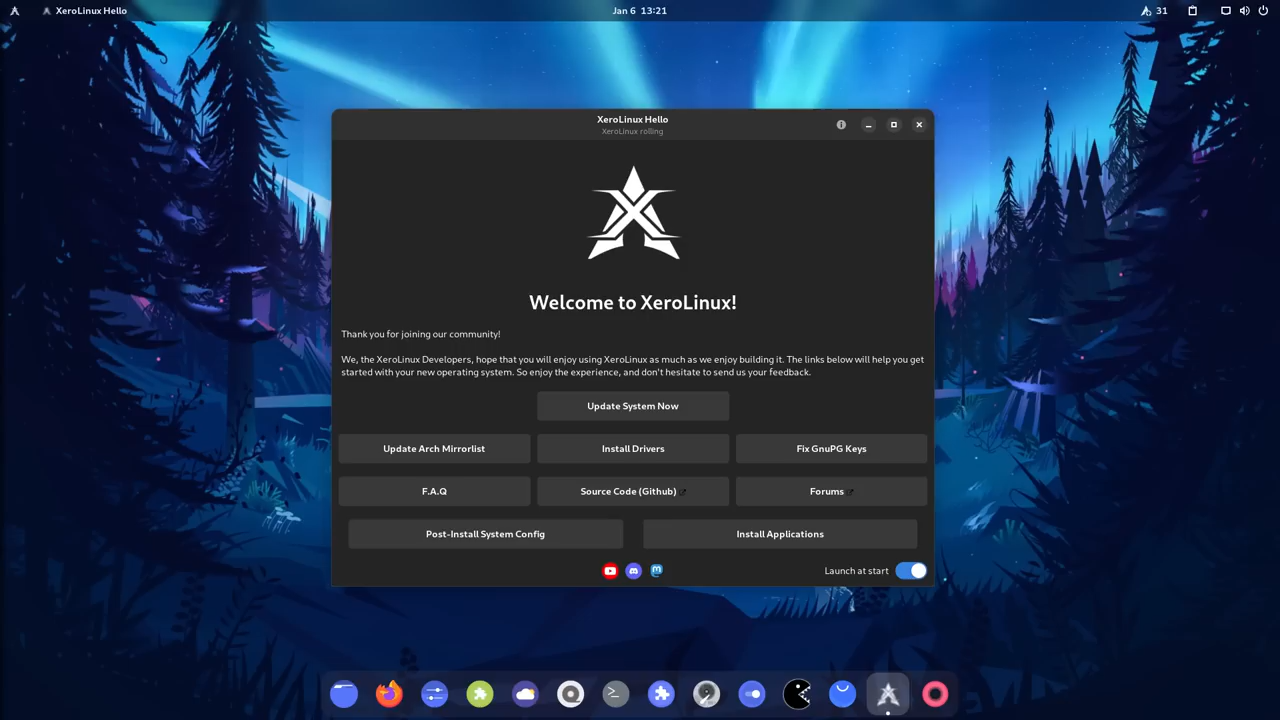 XeroLinux Hello
Jan 6 13:21
31
XeroLinux Hello
XeroLinux rolling
Welcome to XeroLinux!
Thank you for joining our community!
We, the XeroLinux Developers, hope that you will enjoy using XeroLinux as much as we enjoy building it. The links below will help you get
started with your new operating system. So enjoy the experience, and don't hesitate to send us your feedback.
Update System Now
Update Arch Mirrorlist
Install Drivers
Fix GnuPG Keys
F.A.Q
Source Code (Github)
Forums
Post-Install System Config
Install Applications
Launch at start